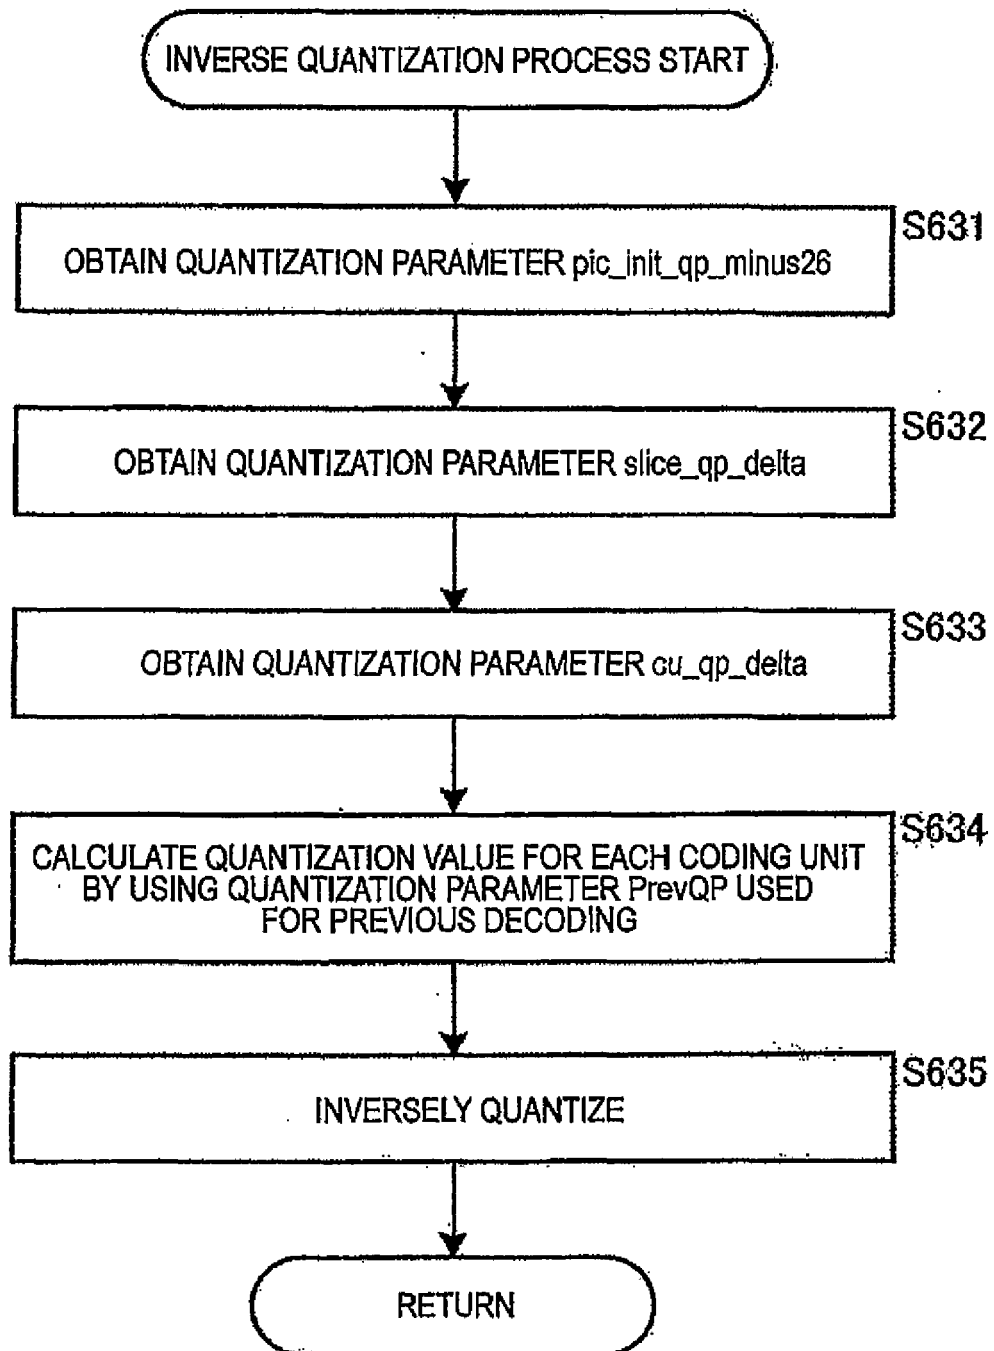 INVERSE QUANTIZATION PROCESS START
S631
OBTAIN QUANTIZATION PARAMETER pic_init_qp_minus26
S632
OBTAIN QUANTIZATION PARAMETER slice_qp_delta
S633
OBTAIN QUANTIZATION PARAMETER cu_qp_delta
S634
CALCULATE QUANTIZATION VALUE FOR EACH CODING UNIT
BY USING QUANTIZATION PARAMETER PrevQP USED
FOR PREVIOUS DECODING
S635
INVERSELY QUANTIZE
RETURN